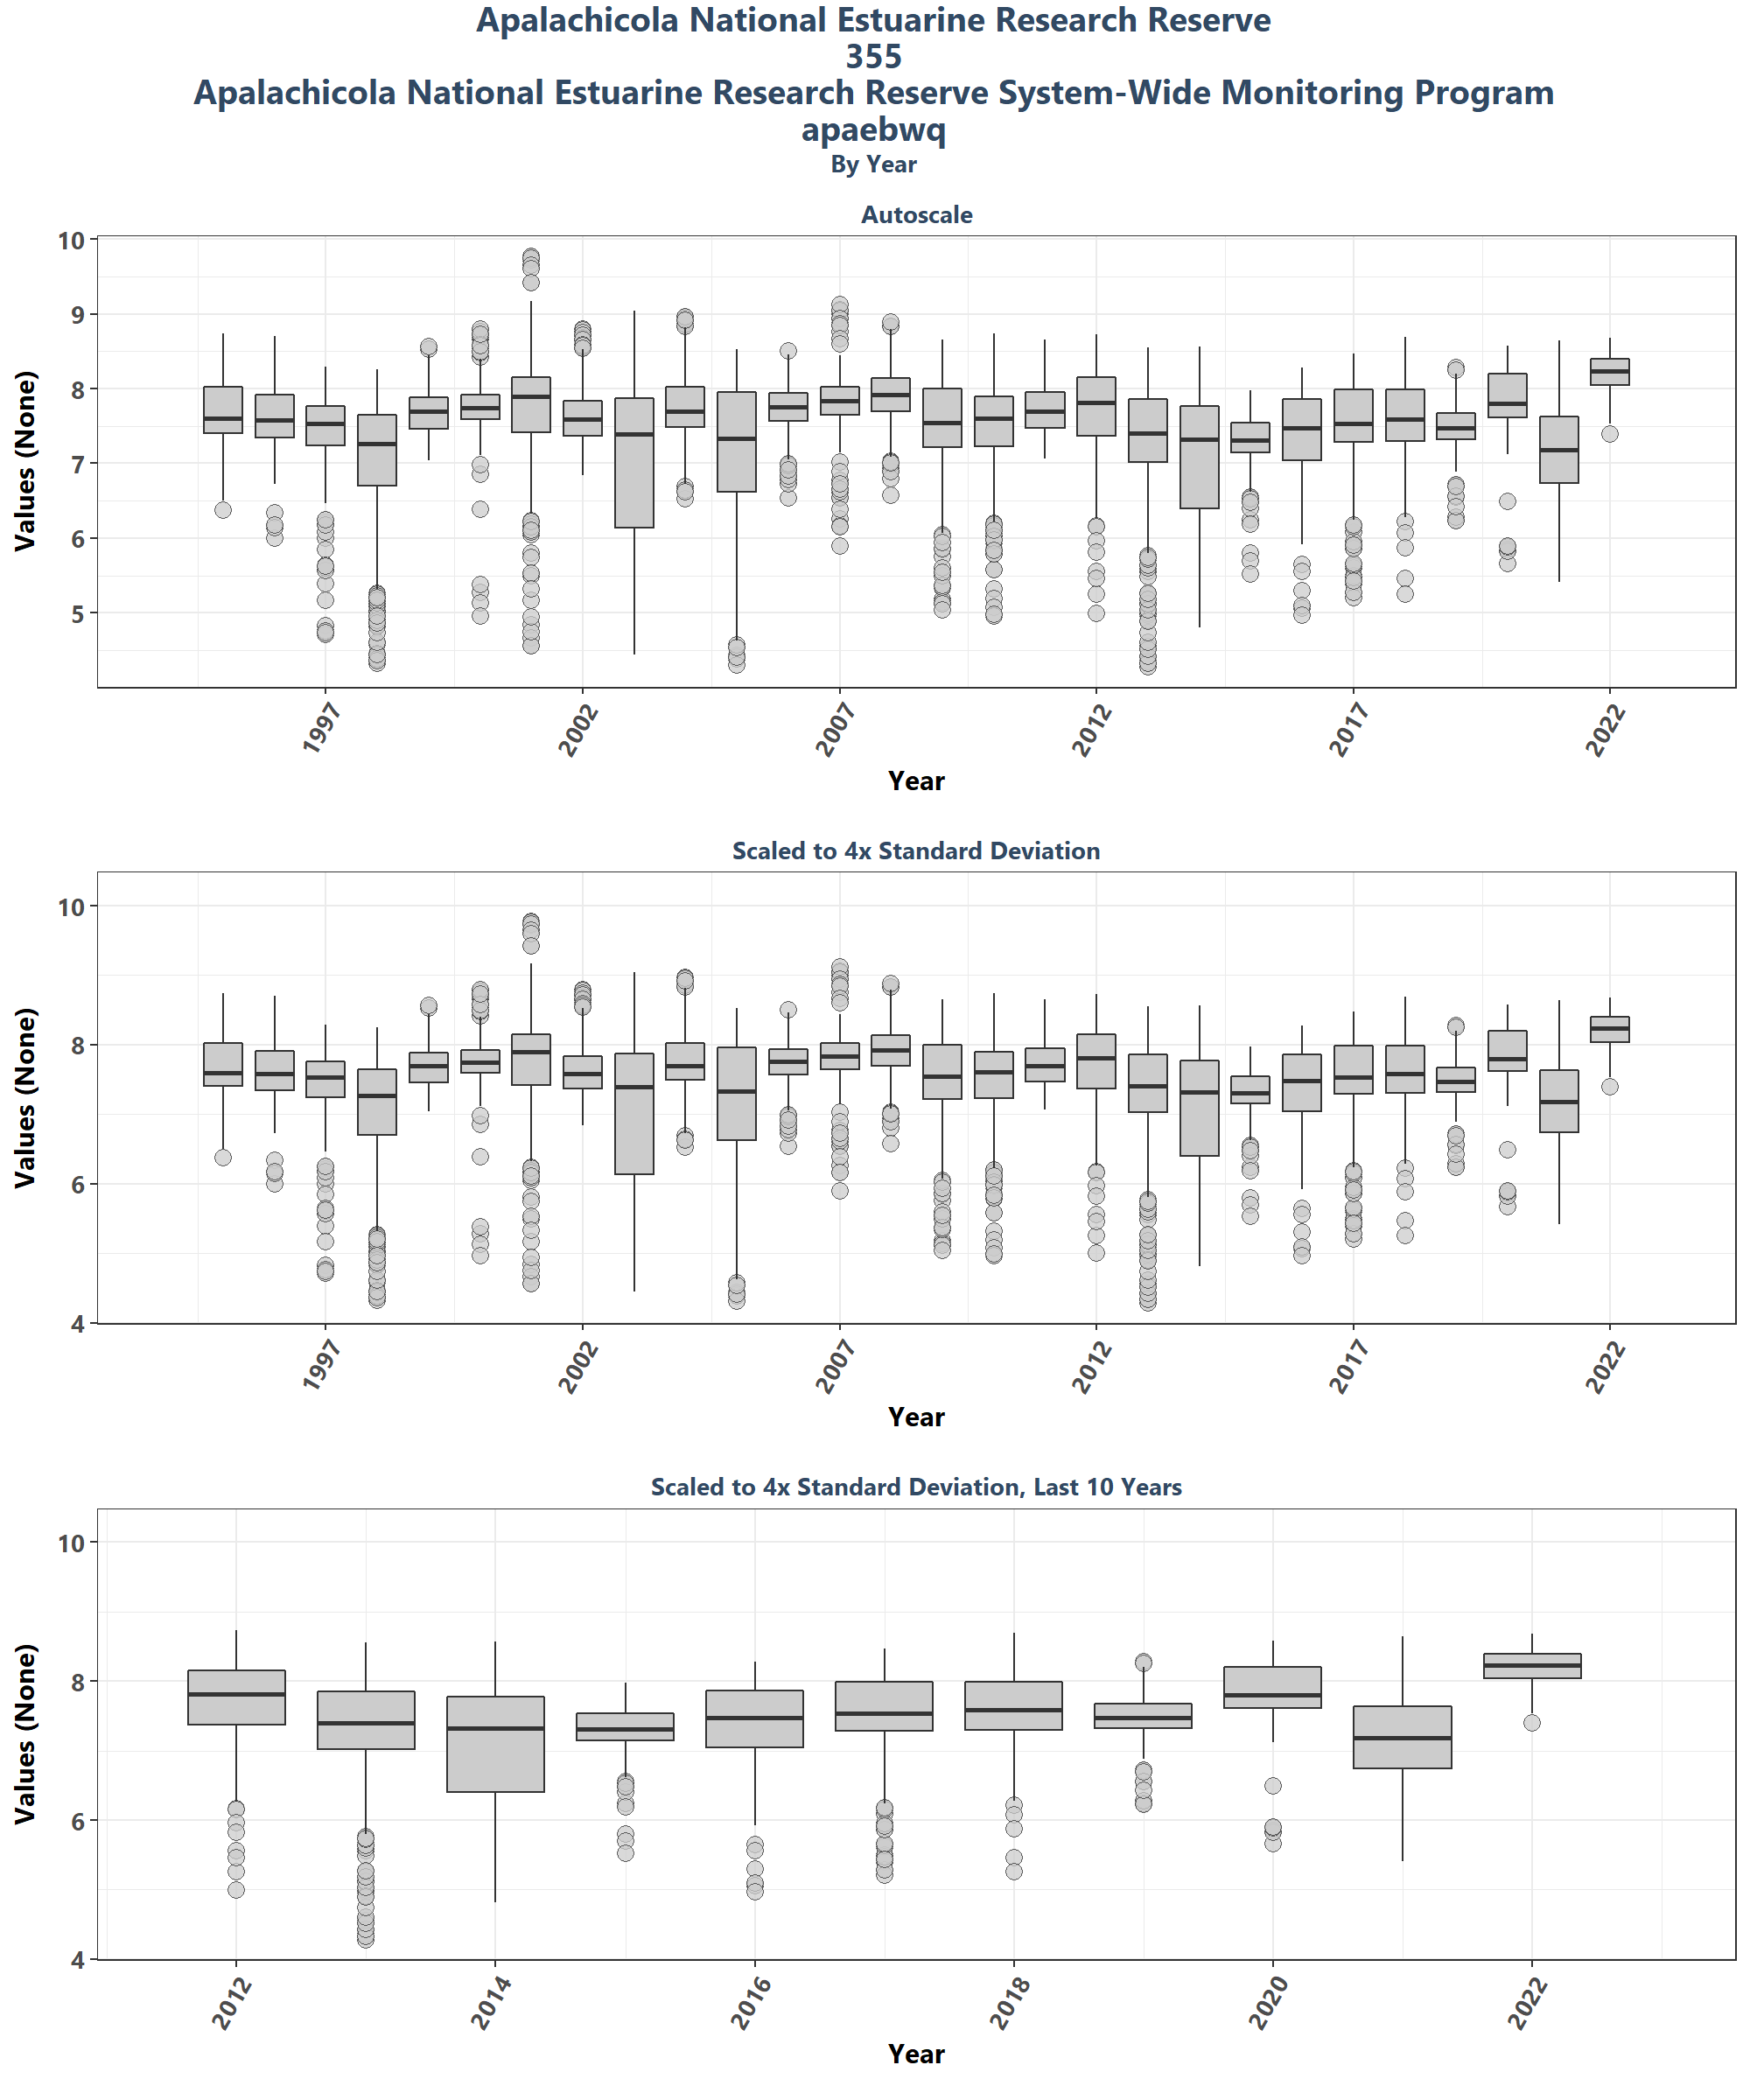 Apalachicola National Estuarine Research Reserve
355
Apalachicola National Estuarine Research Reserve System-Wide Monitoring Program
apaebwq
By Year
Autoscale
Values (None)
10
9
8
7
6
5
1997
2002
2007
2012
2017
2022
Year
Scaled to 4x Standard Deviation
Values (None)
10
8
6
4
1997
2002
2007
2012
2017
2022
Year
Scaled to 4x Standard Deviation, Last 10 Years
Values (None)
10
8
6
4
2012
2014
2016
2018
2020
2022
Year